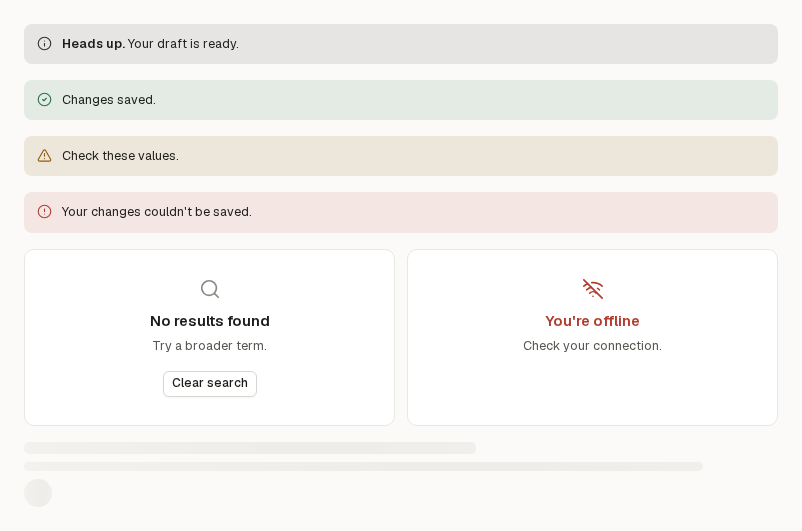 Heads up. Your draft is ready.
Changes saved.
Check these values.
Your changes couldn't be saved.
No results found
Try a broader term.
Clear search
You're offline
Check your connection.